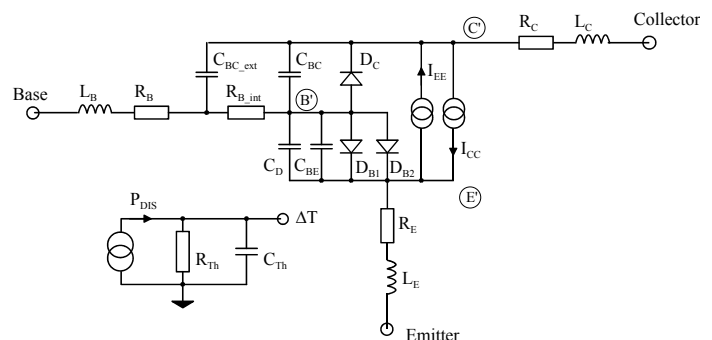 C'
R_C
L_C
Collector
C_BC_ext
C_BC
D_C
I_EE
Base
L_B
R_B
R_B_int
B'
I_CC
C_D
C_BE
D_B1
D_B2
E'
P_DIS
ΔT
R_E
R_Th
C_Th
L_E
Emitter